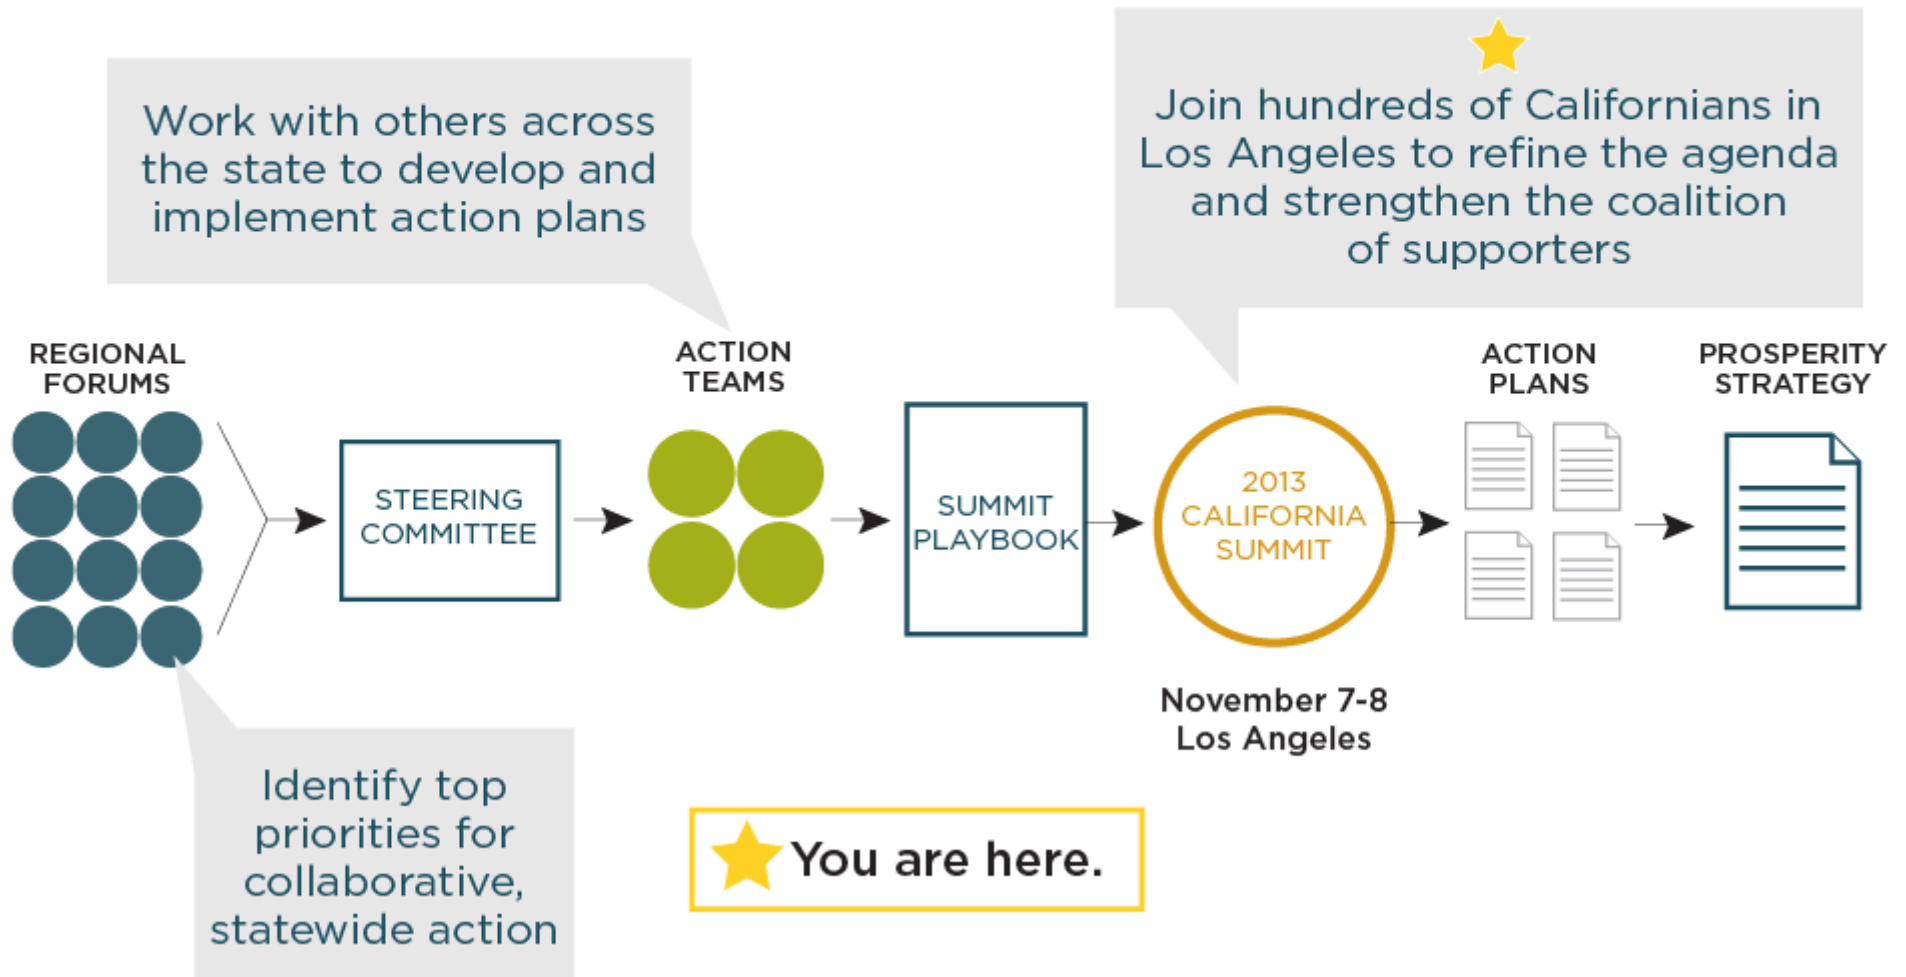 Work with others across
the state to develop and
implement action plans
Join hundreds of Californians in
Los Angeles to refine the agenda
and strengthen the coalition
of supporters
REGIONAL
FORUMS
STEERING
COMMITTEE
ACTION
TEAMS
SUMMIT
PLAYBOOK
2013
CALIFORNIA
SUMMIT
ACTION
PLANS
PROSPERITY
STRATEGY
November 7-8
Los Angeles
Identify top
priorities for
collaborative,
statewide action
You are here.